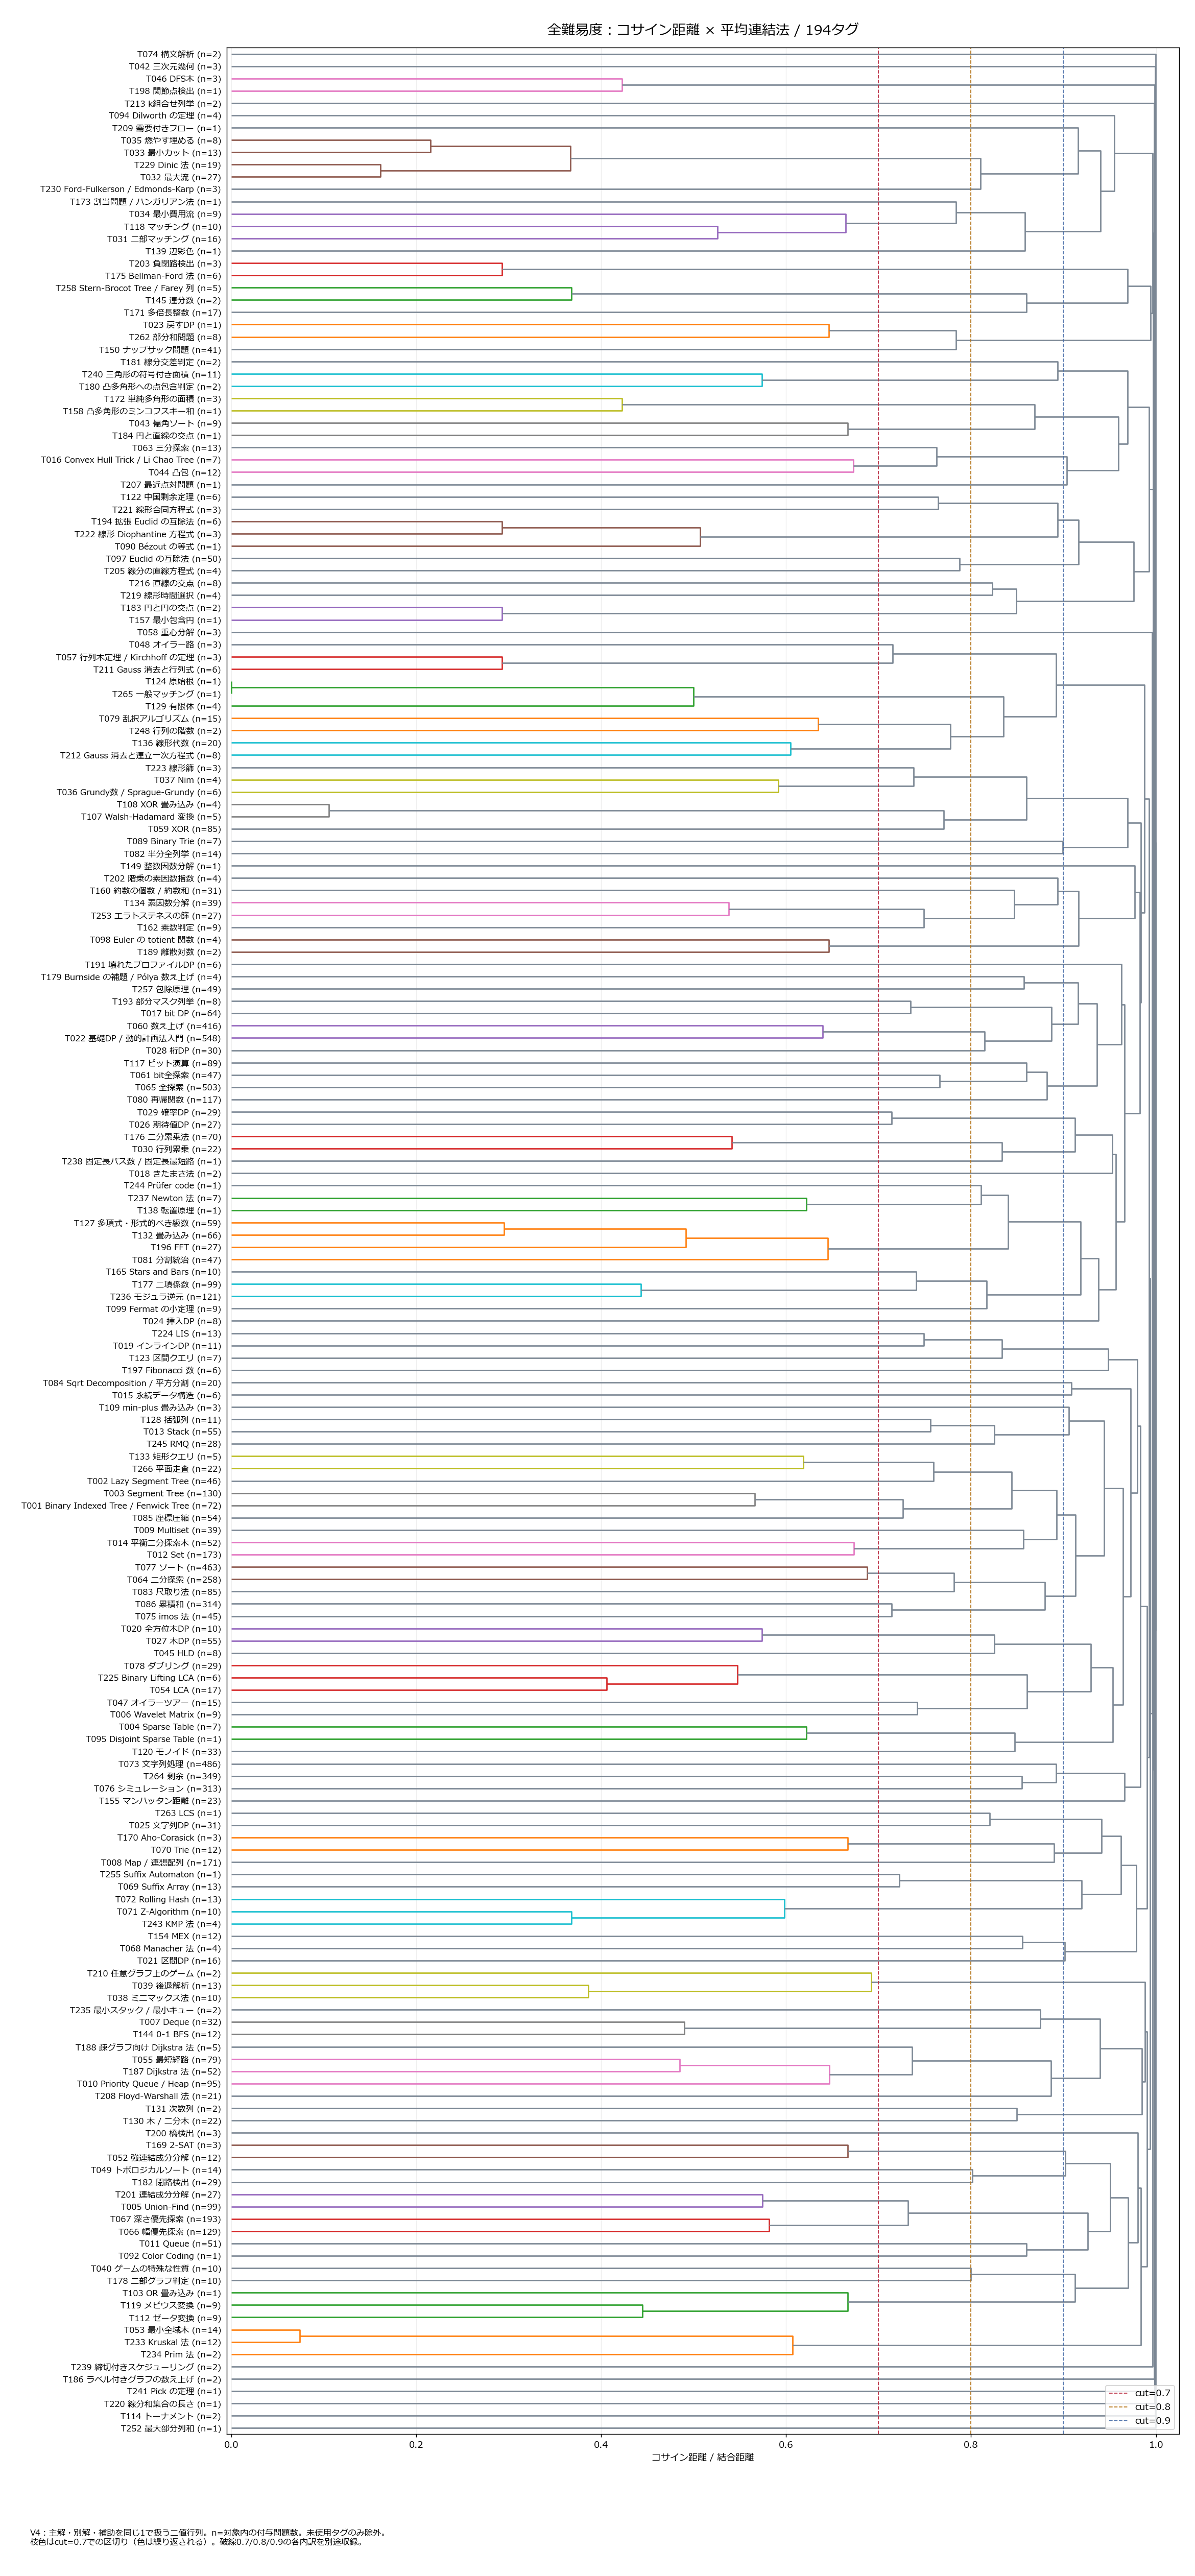 全難易度：コサイン距離 × 平均連結法 / 194タグ
T074 構文解析 (n=2)
T042 三次元幾何 (n=3)
T046 DFS木 (n=3)
T198 関節点検出 (n=1)
T213 k組合せ列挙 (n=2)
T094 Dilworth の定理 (n=4)
T209 需要付きフロー (n=1)
T035 燃やす埋める (n=8)
T033 最小カット (n=13)
T229 Dinic 法 (n=19)
T032 最大流 (n=27)
T230 Ford-Fulkerson / Edmonds-Karp (n=3)
T173 割当問題 / ハンガリアン法 (n=1)
T034 最小費用流 (n=9)
T118 マッチング (n=10)
T031 二部マッチング (n=16)
T139 辺彩色 (n=1)
T203 負閉路検出 (n=3)
T175 Bellman-Ford 法 (n=6)
T258 Stern-Brocot Tree / Farey 列 (n=5)
T145 連分数 (n=2)
T171 多倍長整数 (n=17)
T023 戻すDP (n=1)
T262 部分和問題 (n=8)
T150 ナップサック問題 (n=41)
T181 線分交差判定 (n=2)
T240 三角形の符号付き面積 (n=11)
T180 凸多角形への点包含判定 (n=2)
T172 単純多角形の面積 (n=3)
T158 凸多角形のミンコフスキー和 (n=1)
T043 偏角ソート (n=9)
T184 円と直線の交点 (n=1)
T063 三分探索 (n=13)
T016 Convex Hull Trick / Li Chao Tree (n=7)
T044 凸包 (n=12)
T207 最近点対問題 (n=1)
T122 中国剰余定理 (n=6)
T221 線形合同方程式 (n=3)
T194 拡張 Euclid の互除法 (n=6)
T222 線形 Diophantine 方程式 (n=3)
T090 Bézout の等式 (n=1)
T097 Euclid の互除法 (n=50)
T205 線分の直線方程式 (n=4)
T216 直線の交点 (n=8)
T219 線形時間選択 (n=4)
T183 円と円の交点 (n=2)
T157 最小包含円 (n=1)
T058 重心分解 (n=3)
T048 オイラー路 (n=3)
T057 行列木定理 / Kirchhoff の定理 (n=3)
T211 Gauss 消去と行列式 (n=6)
T124 原始根 (n=1)
T265 一般マッチング (n=1)
T129 有限体 (n=4)
T079 乱択アルゴリズム (n=15)
T248 行列の階数 (n=2)
T136 線形代数 (n=20)
T212 Gauss 消去と連立一次方程式 (n=8)
T223 線形篩 (n=3)
T037 Nim (n=4)
T036 Grundy数 / Sprague-Grundy (n=6)
T108 XOR 畳み込み (n=4)
T107 Walsh-Hadamard 変換 (n=5)
T059 XOR (n=85)
T089 Binary Trie (n=7)
T082 半分全列挙 (n=14)
T149 整数因数分解 (n=1)
T202 階乗の素因数指数 (n=4)
T160 約数の個数 / 約数和 (n=31)
T134 素因数分解 (n=39)
T253 エラトステネスの篩 (n=27)
T162 素数判定 (n=9)
T098 Euler の totient 関数 (n=4)
T189 離散対数 (n=2)
T191 壊れたプロファイルDP (n=6)
T179 Burnside の補題 / Pólya 数え上げ (n=4)
T257 包除原理 (n=49)
T193 部分マスク列挙 (n=8)
T017 bit DP (n=64)
T060 数え上げ (n=416)
T022 基礎DP / 動的計画法入門 (n=548)
T028 桁DP (n=30)
T117 ビット演算 (n=89)
T061 bit全探索 (n=47)
T065 全探索 (n=503)
T080 再帰関数 (n=117)
T029 確率DP (n=29)
T026 期待値DP (n=27)
T176 二分累乗法 (n=70)
T030 行列累乗 (n=22)
T238 固定長パス数 / 固定長最短路 (n=1)
T018 きたまさ法 (n=2)
T244 Prüfer code (n=1)
T237 Newton 法 (n=7)
T138 転置原理 (n=1)
T127 多項式・形式的べき級数 (n=59)
T132 畳み込み (n=66)
T196 FFT (n=27)
T081 分割統治 (n=47)
T165 Stars and Bars (n=10)
T177 二項係数 (n=99)
T236 モジュラ逆元 (n=121)
T099 Fermat の小定理 (n=9)
T024 挿入DP (n=8)
T224 LIS (n=13)
T019 インラインDP (n=11)
T123 区間クエリ (n=7)
T197 Fibonacci 数 (n=6)
T084 Sqrt Decomposition / 平方分割 (n=20)
T015 永続データ構造 (n=6)
T109 min-plus 畳み込み (n=3)
T128 括弧列 (n=11)
T013 Stack (n=55)
T245 RMQ (n=28)
T133 矩形クエリ (n=5)
T266 平面走査 (n=22)
T002 Lazy Segment Tree (n=46)
T003 Segment Tree (n=130)
T001 Binary Indexed Tree / Fenwick Tree (n=72)
T085 座標圧縮 (n=54)
T009 Multiset (n=39)
T014 平衡二分探索木 (n=52)
T012 Set (n=173)
T077 ソート (n=463)
T064 二分探索 (n=258)
T083 尺取り法 (n=85)
T086 累積和 (n=314)
T075 imos 法 (n=45)
T020 全方位木DP (n=10)
T027 木DP (n=55)
T045 HLD (n=8)
T078 ダブリング (n=29)
T225 Binary Lifting LCA (n=6)
T054 LCA (n=17)
T047 オイラーツアー (n=15)
T006 Wavelet Matrix (n=9)
T004 Sparse Table (n=7)
T095 Disjoint Sparse Table (n=1)
T120 モノイド (n=33)
T073 文字列処理 (n=486)
T264 剰余 (n=349)
T076 シミュレーション (n=313)
T155 マンハッタン距離 (n=23)
T263 LCS (n=1)
T025 文字列DP (n=31)
T170 Aho-Corasick (n=3)
T070 Trie (n=12)
T008 Map / 連想配列 (n=171)
T255 Suffix Automaton (n=1)
T069 Suffix Array (n=13)
T072 Rolling Hash (n=13)
T071 Z-Algorithm (n=10)
T243 KMP 法 (n=4)
T154 MEX (n=12)
T068 Manacher 法 (n=4)
T021 区間DP (n=16)
T210 任意グラフ上のゲーム (n=2)
T039 後退解析 (n=13)
T038 ミニマックス法 (n=10)
T235 最小スタック / 最小キュー (n=2)
T007 Deque (n=32)
T144 0-1 BFS (n=12)
T188 疎グラフ向け Dijkstra 法 (n=5)
T055 最短経路 (n=79)
T187 Dijkstra 法 (n=52)
T010 Priority Queue / Heap (n=95)
T208 Floyd-Warshall 法 (n=21)
T131 次数列 (n=2)
T130 木 / 二分木 (n=22)
T200 橋検出 (n=3)
T169 2-SAT (n=3)
T052 強連結成分分解 (n=12)
T049 トポロジカルソート (n=14)
T182 閉路検出 (n=29)
T201 連結成分分解 (n=27)
T005 Union-Find (n=99)
T067 深さ優先探索 (n=193)
T066 幅優先探索 (n=129)
T011 Queue (n=51)
T092 Color Coding (n=1)
T040 ゲームの特殊な性質 (n=10)
T178 二部グラフ判定 (n=10)
T103 OR 畳み込み (n=1)
T119 メビウス変換 (n=9)
T112 ゼータ変換 (n=9)
T053 最小全域木 (n=14)
T233 Kruskal 法 (n=12)
T234 Prim 法 (n=2)
T239 締切付きスケジューリング (n=2)
T186 ラベル付きグラフの数え上げ (n=2)
T241 Pick の定理 (n=1)
T220 線分和集合の長さ (n=1)
T114 トーナメント (n=2)
T252 最大部分列和 (n=1)
cut=0.7
cut=0.8
cut=0.9
0.0 0.2 0.4 0.6 0.8 1.0
コサイン距離 / 結合距離
V4：主解・別解・補助を同じ1で扱う二値行列。n=対象内の付与問題数。未使用タグのみ除外。
枝色はcut=0.7での区切り（色は繰り返される）。破線0.7/0.8/0.9の各内訳を別途収録。